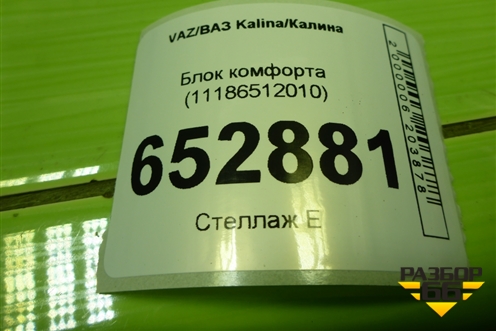 VAZ/ВАЗ Kalina/Калина
Блок комфорта
(11186512010)
652881
Стеллаж Е
2000006203878
РАЗБОР
66